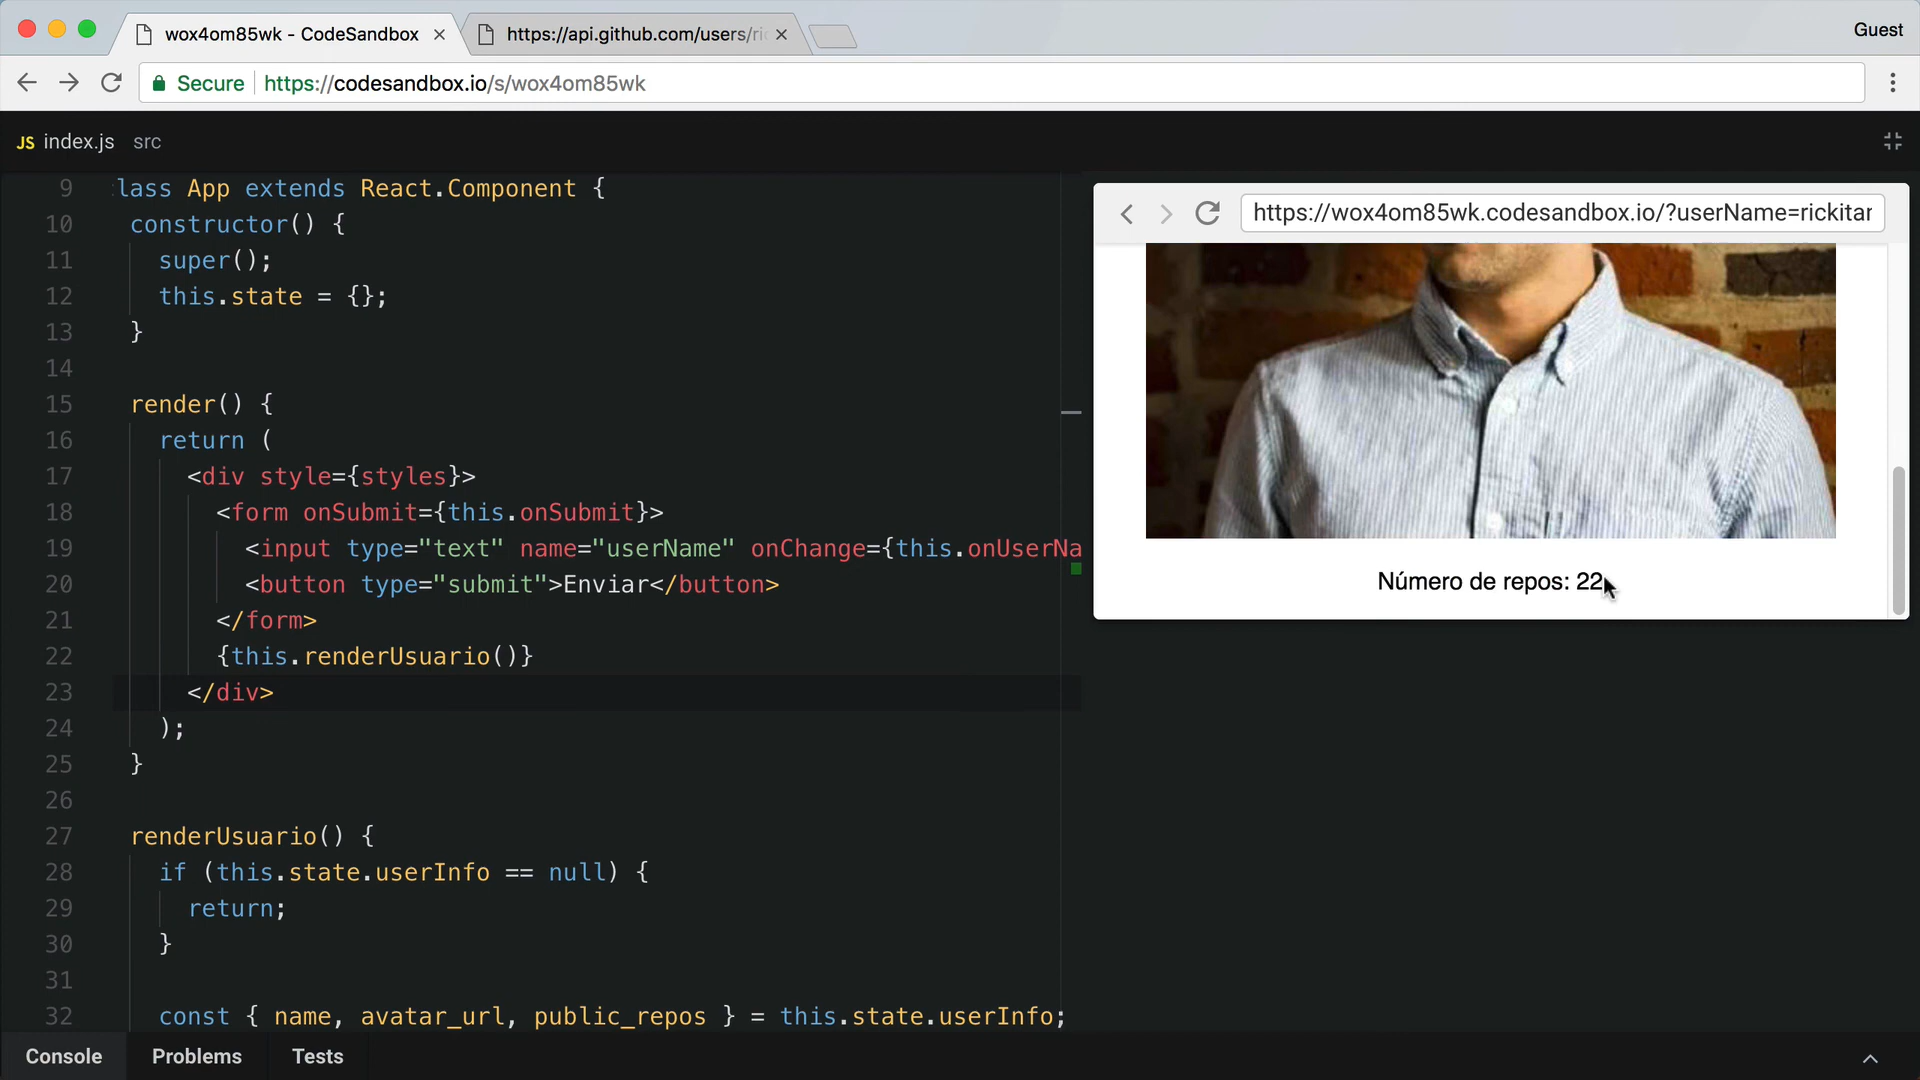 wox4om85wk - CodeSandbox
https://api.github.com/users/ri
Guest
Secure
https://codesandbox.io/s/wox4om85wk
JS index.js src
https://wox4om85wk.codesandbox.io/?userName=rickitar
9 lass App extends React.Component {
10 constructor() {
11 super();
12 this.state = {};
13 }
14
15 render() {
16 return (
17 <div style={styles}>
18 <form onSubmit={this.onSubmit}>
19 <input type="text" name="userName" onChange={this.onUserNa
20 <button type="submit">Enviar</button>
21 </form>
22 {this.renderUsuario()}
23 </div>
24 );
25 }
26
27 renderUsuario() {
28 if (this.state.userInfo == null) {
29 return;
30 }
31
32 const { name, avatar_url, public_repos } = this.state.userInfo;
Número de repos: 22
Console Problems Tests